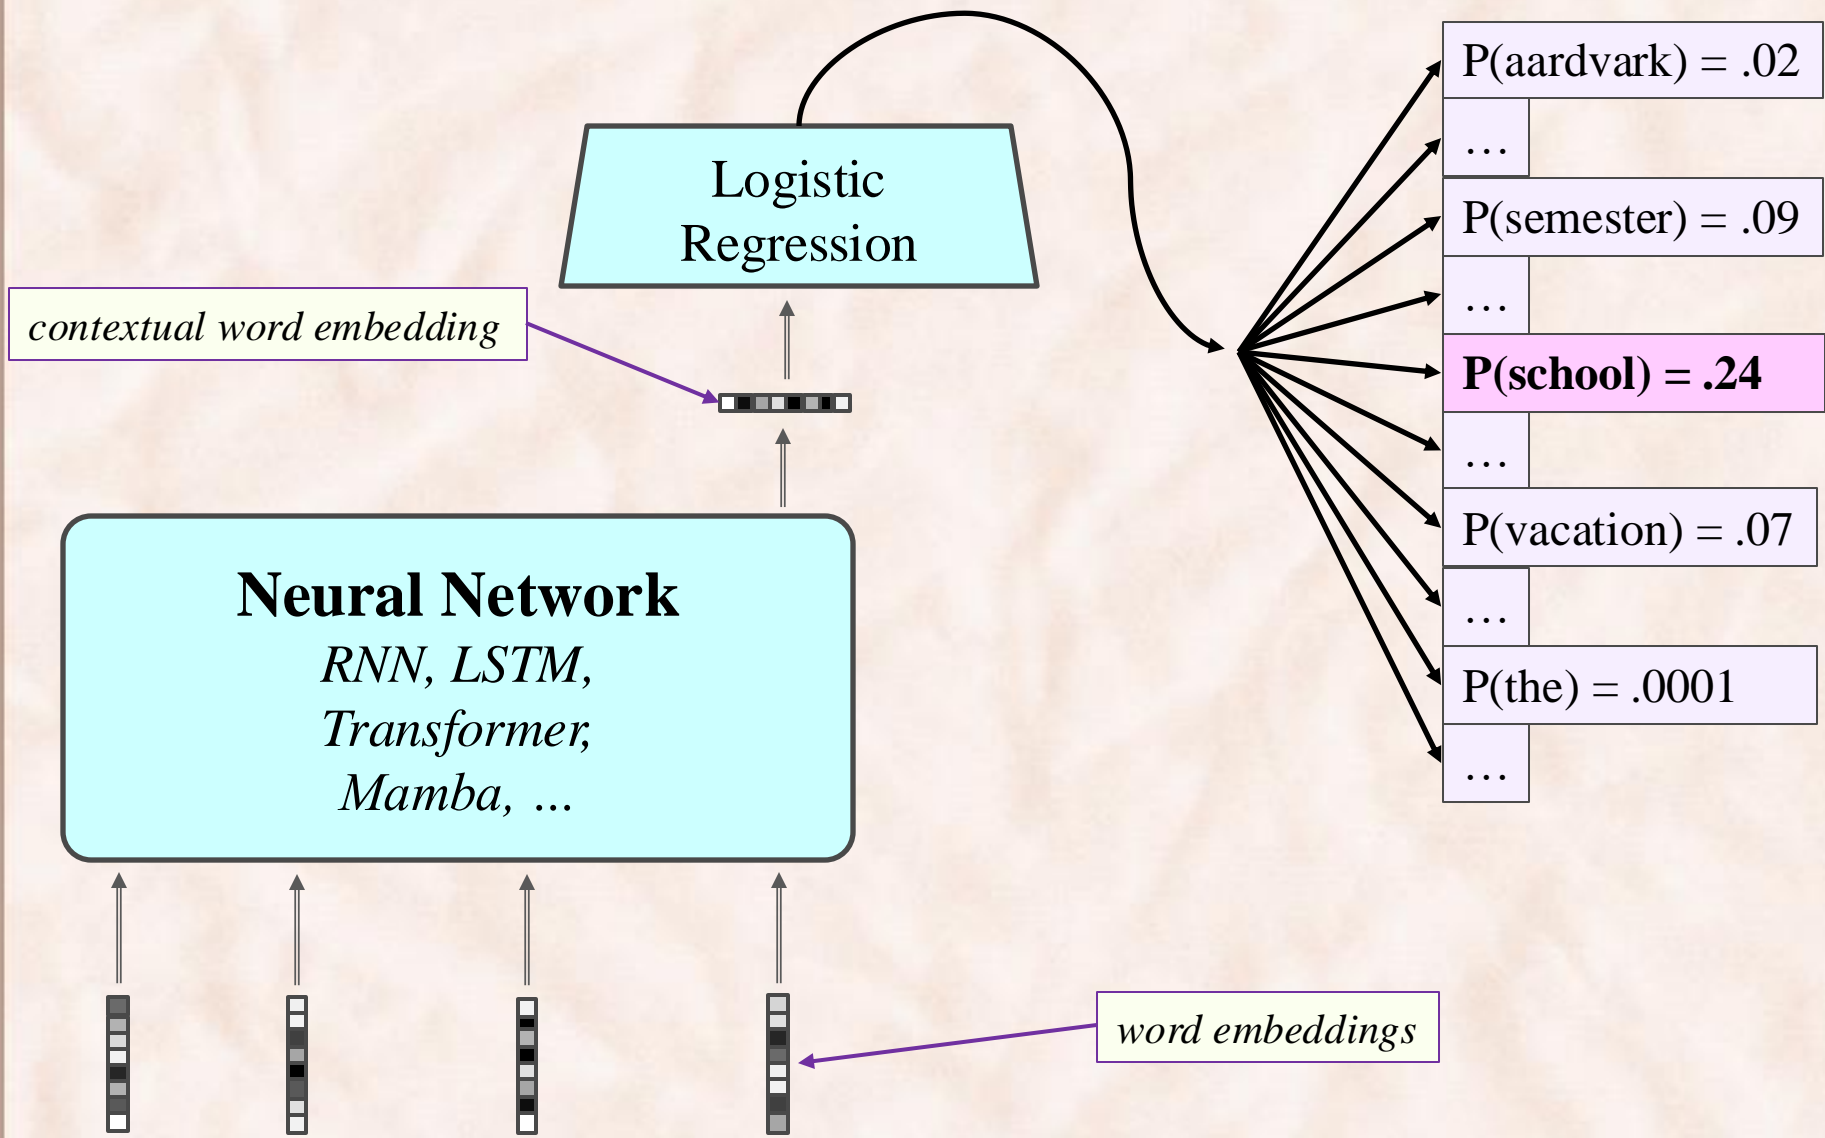 Logistic
Regression
contextual word embedding
Neural Network
RNN, LSTM,
Transformer,
Mamba, ...
word embeddings
P(aardvark) = .02
…
P(semester) = .09
…
P(school) = .24
…
P(vacation) = .07
…
P(the) = .0001
…